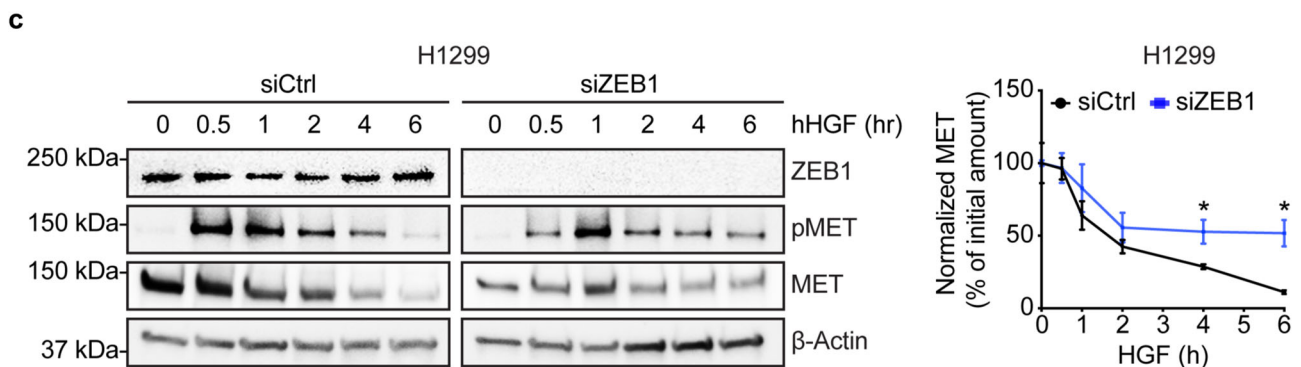 c
H1299
siCtrl siZEB1
0 0.5 1 2 4 6 0 0.5 1 2 4 6 hHGF (hr)
250 kDa- ZEB1
150 kDa- pMET
150 kDa- MET
37 kDa- β-Actin
H1299
siCtrl siZEB1
Normalized MET
(% of initial amount)
150
100
50
0
* *
0 1 2 3 4 5 6
HGF (h)